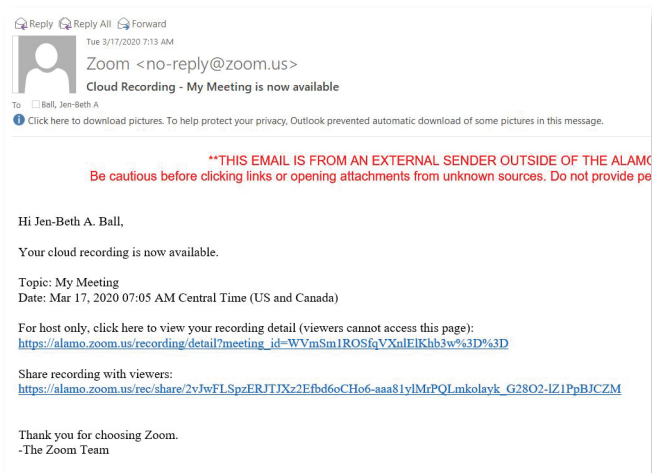 Reply Reply All Forward
Tue 3/17/2020 7:13 AM
Zoom <no-reply@zoom.us>
Cloud Recording - My Meeting is now available
To Ball, Jen-Beth A
Click here to download pictures. To help protect your privacy, Outlook prevented automatic download of some pictures in this message.
**THIS EMAIL IS FROM AN EXTERNAL SENDER OUTSIDE OF THE ALAMO
Be cautious before clicking links or opening attachments from unknown sources. Do not provide pe
Hi Jen-Beth A. Ball,
Your cloud recording is now available.
Topic: My Meeting
Date: Mar 17, 2020 07:05 AM Central Time (US and Canada)
For host only, click here to view your recording detail (viewers cannot access this page):
https://alamo.zoom.us/recording/detail?meeting_id=WVmSm1ROSfqVXnlElKhb3w%3D%3D
Share recording with viewers:
https://alamo.zoom.us/rec/share/2vJwFLSpzERJTJXz2Efbd6oCHo6-aaa81ylMrPQLmkolayk_G28O2-lZ1PpBJCZM
Thank you for choosing Zoom.
-The Zoom Team